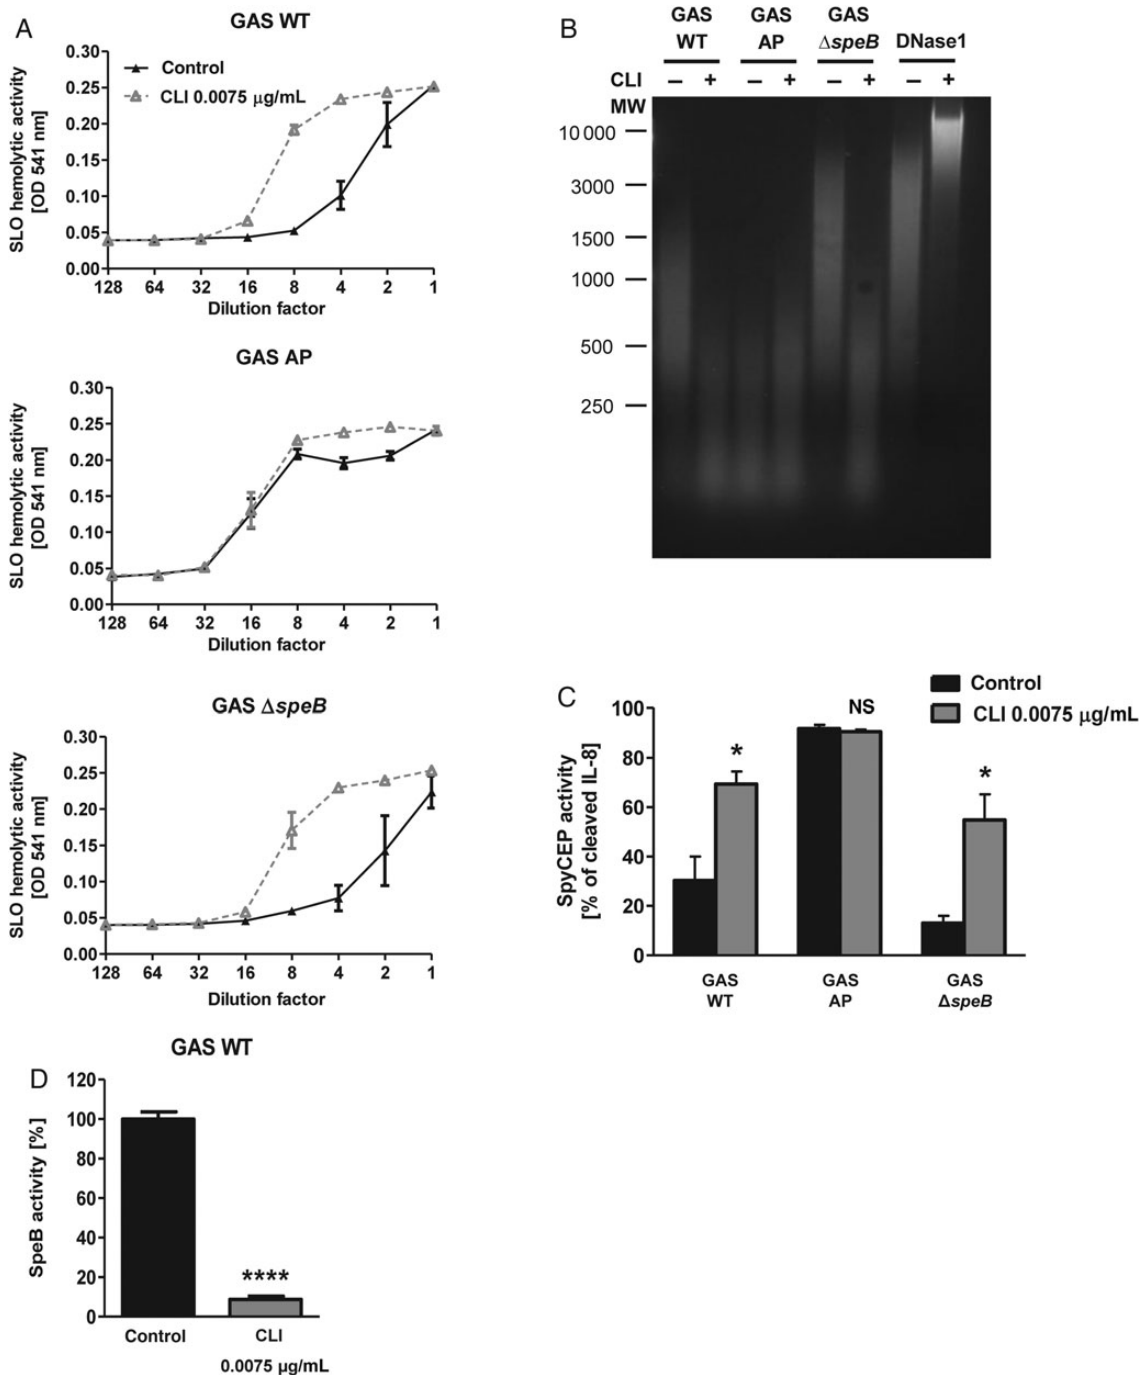 A
GAS WT
SLO hemolytic activity
[OD 541 nm]
0.30
0.25
0.20
0.15
0.10
0.05
0.00
Control
CLI 0.0075 μg/mL
128 64 32 16 8 4 2 1
Dilution factor
GAS AP
SLO hemolytic activity
[OD 541 nm]
0.30
0.25
0.20
0.15
0.10
0.05
0.00
128 64 32 16 8 4 2 1
Dilution factor
GAS ΔspeB
SLO hemolytic activity
[OD 541 nm]
0.30
0.25
0.20
0.15
0.10
0.05
0.00
128 64 32 16 8 4 2 1
Dilution factor
B
GAS GAS GAS
WT AP ΔspeB DNase1
CLI – + – + – + – +
MW
10 000
3000
1500
1000
500
250
C
Control
CLI 0.0075 μg/mL
SpyCEP activity
[% of cleaved IL-8]
100
80
60
40
20
0
* NS *
GAS GAS GAS
WT AP ΔspeB
D
GAS WT
SpeB activity [%]
120
100
80
60
40
20
0
****
Control CLI
0.0075 μg/mL